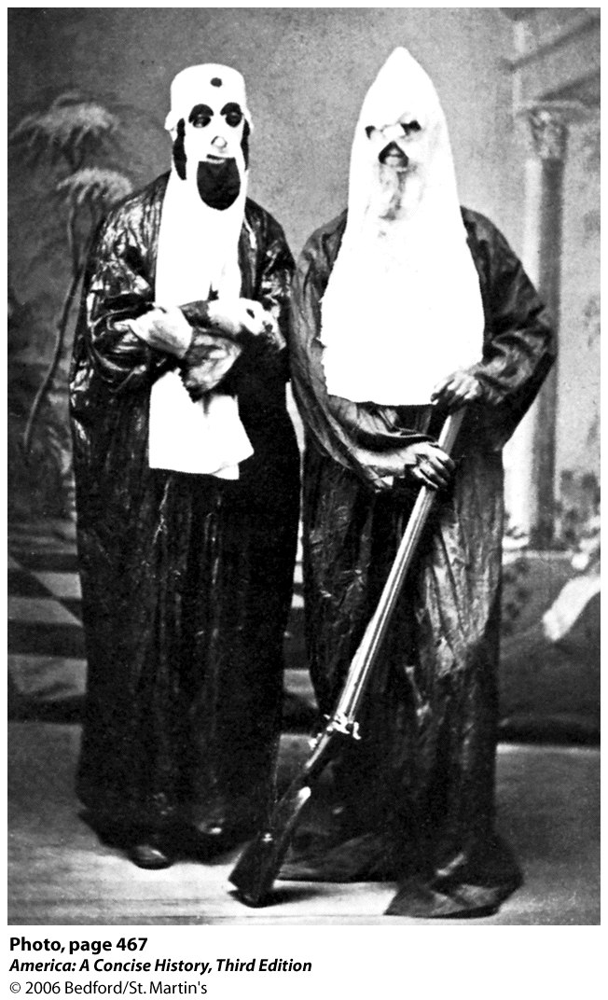 Photo, page 467
America: A Concise History, Third Edition
© 2006 Bedford/St. Martin's